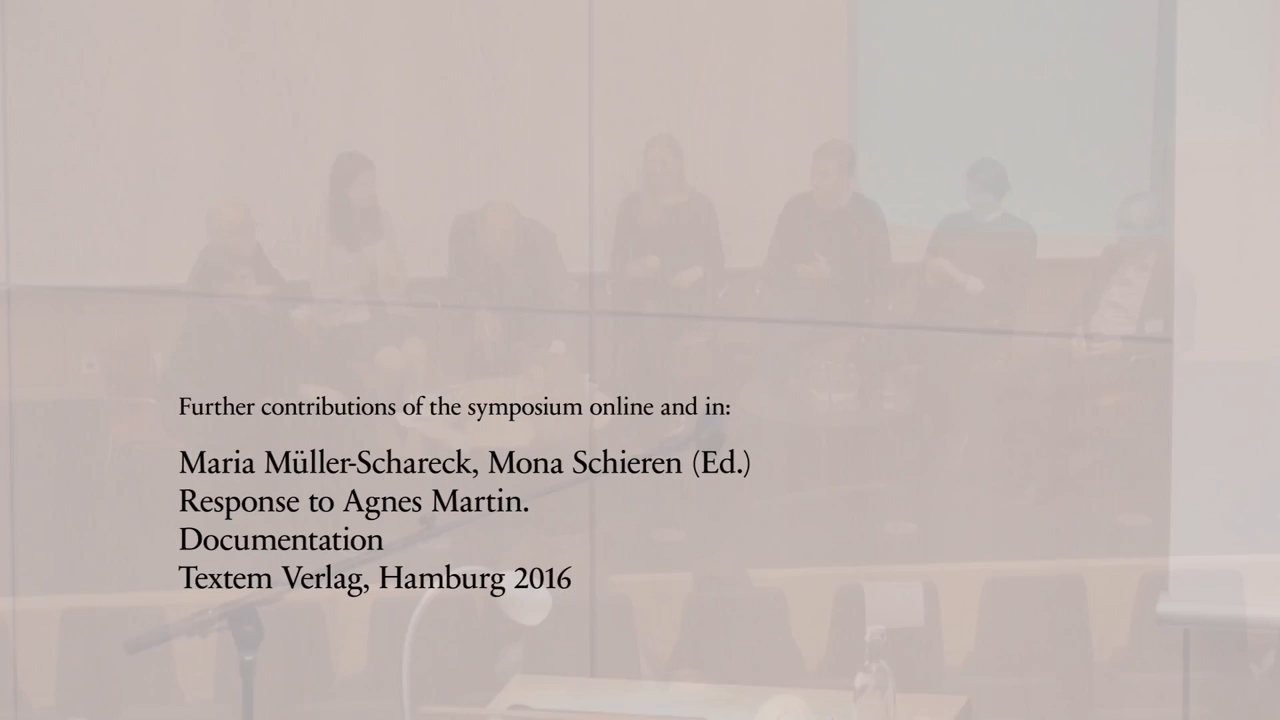 Further contributions of the symposium online and in:
Maria Müller-Schareck, Mona Schieren (Ed.)
Response to Agnes Martin.
Documentation
Textem Verlag, Hamburg 2016